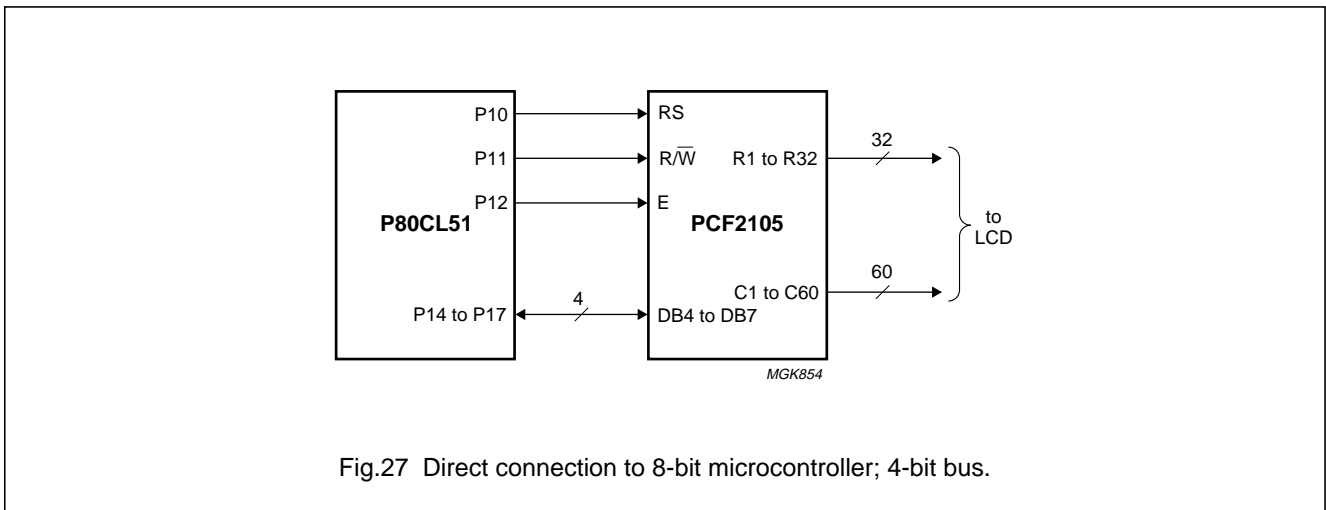 P10
RS
P11
R/W̅
R1 to R32
32
P12
E
P80CL51
PCF2105
to
LCD
C1 to C60
60
P14 to P17
4
DB4 to DB7
MGK854
Fig.27 Direct connection to 8-bit microcontroller; 4-bit bus.